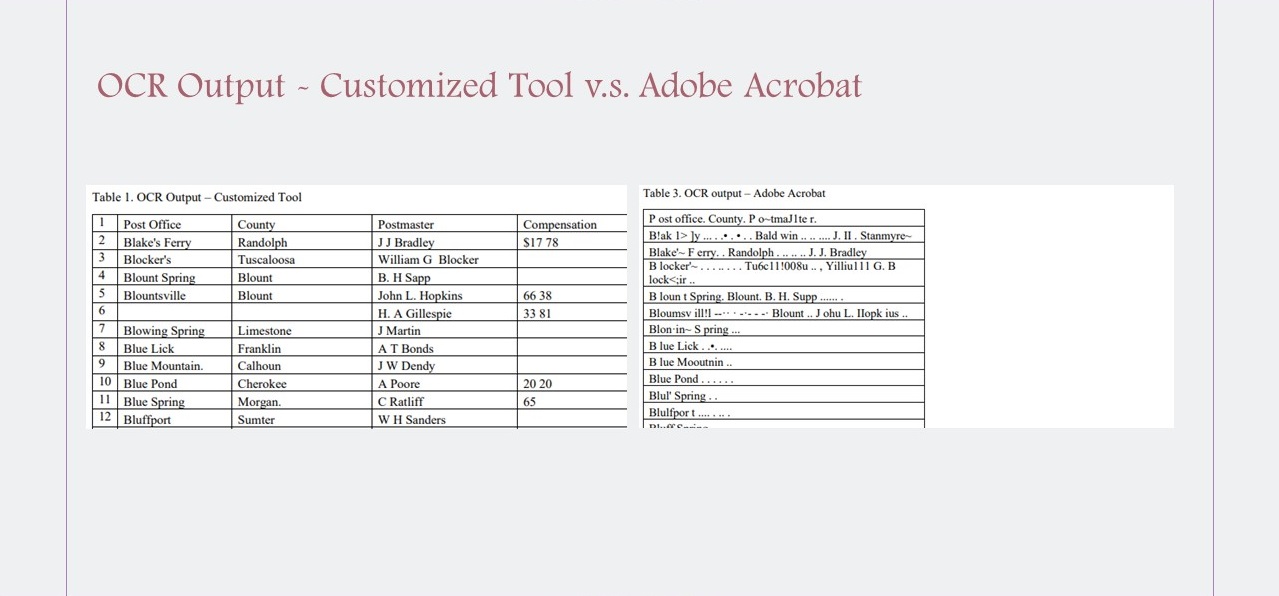 OCR Output - Customized Tool v.s. Adobe Acrobat
Table 1. OCR Output – Customized Tool
1 Post Office County Postmaster Compensation
2 Blake's Ferry Randolph J J Bradley $17 78
3 Blocker's Tuscaloosa William G Blocker
4 Blount Spring Blount B. H Sapp
5 Blountsville Blount John L. Hopkins 66 38
6 H. A Gillespie 33 81
7 Blowing Spring Limestone J Martin
8 Blue Lick Franklin A T Bonds
9 Blue Mountain. Calhoun J W Dendy
10 Blue Pond Cherokee A Poore 20 20
11 Blue Spring Morgan. C Ratliff 65
12 Bluffport Sumter W H Sanders
Table 3. OCR output – Adobe Acrobat
P ost office. County. P o~tmaJ1te r.
B!ak 1> ]y ... . .• . • . . Bald win .. .. .... J. II . Stanmyre~
Blake'~ F erry. . Randolph . .. .. .. J. J. Bradley
B locker'~ . . . . .. . . Tu6c11!008u .. , Yilliu111 G. B
lock<;ir ..
B loun t Spring. Blount. B. H. Supp ...... .
Bloumsv ill!l --·· · -·- - -· Blount .. J ohu L. IIopk ius ..
Blon·in~ S pring ...
B lue Lick . .•. ....
B lue Mooutnin ..
Blue Pond . . . . . .
Blul' Spring . .
Blulfpor t .... . .. .
Bluff Spring